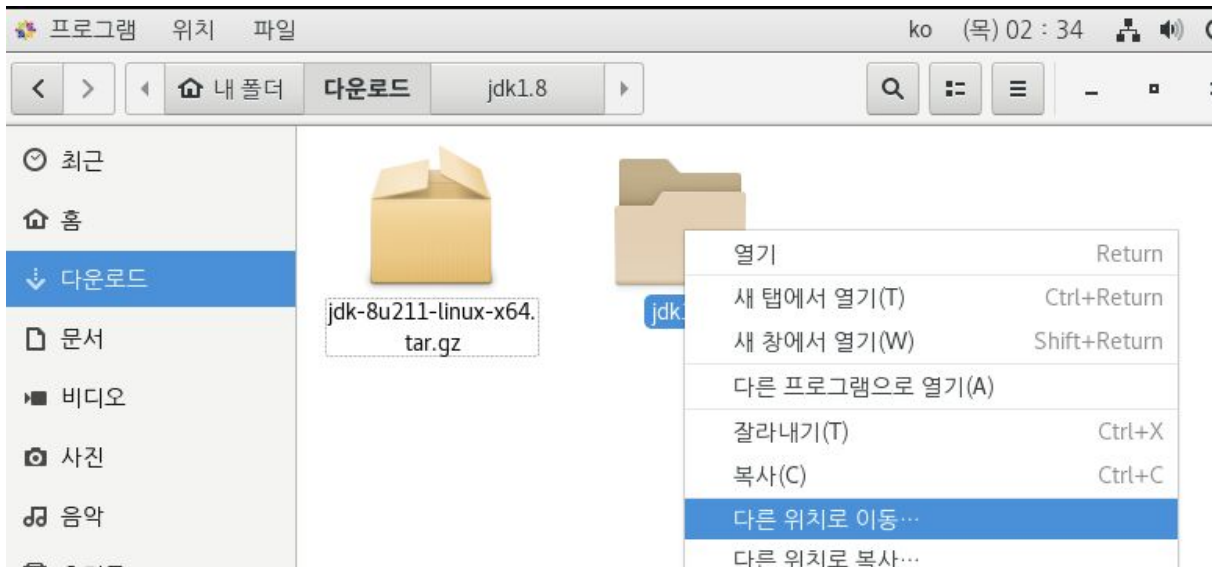 프로그램 위치 파일 ko (목) 02 : 34
내 폴더 다운로드 jdk1.8
최근
홈
다운로드
문서
비디오
사진
음악
jdk-8u211-linux-x64.
tar.gz
열기 Return
새 탭에서 열기(T) Ctrl+Return
새 창에서 열기(W) Shift+Return
다른 프로그램으로 열기(A)
잘라내기(T) Ctrl+X
복사(C) Ctrl+C
다른 위치로 이동…
다른 위치로 복사…